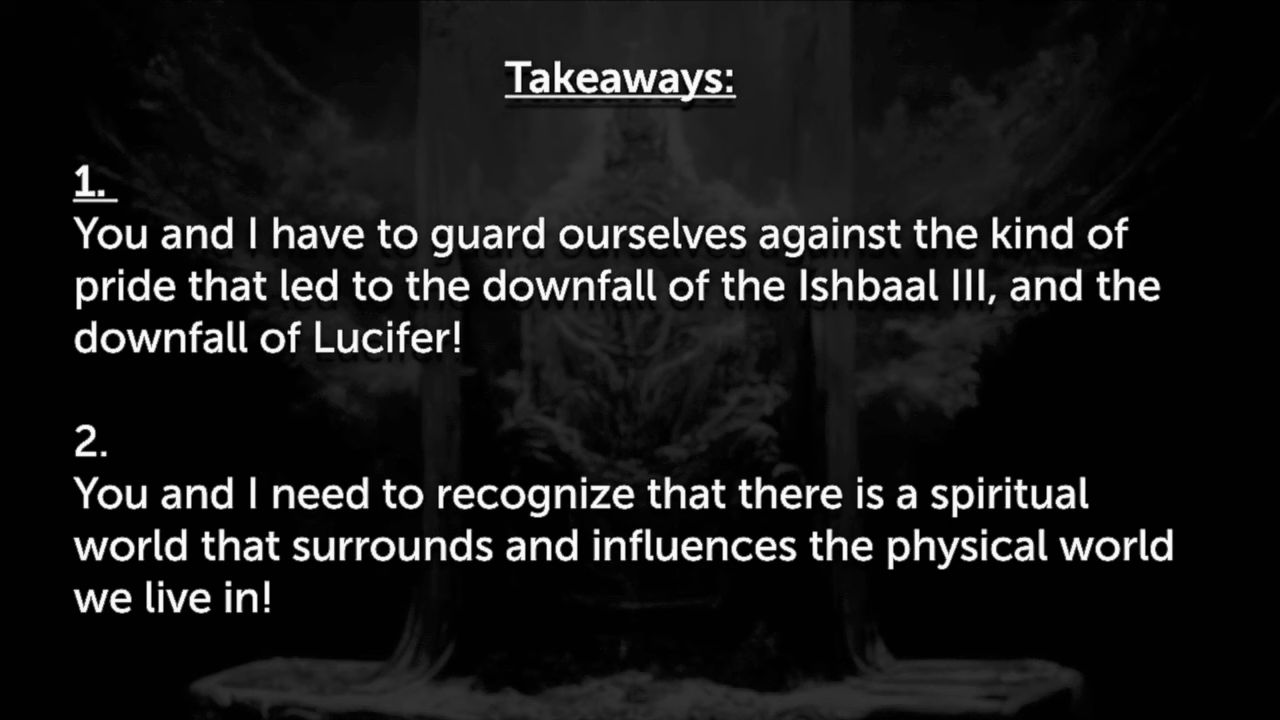 Takeaways:
1.
You and I have to guard ourselves against the kind of
pride that led to the downfall of the Ishbaal III, and the
downfall of Lucifer!
2.
You and I need to recognize that there is a spiritual
world that surrounds and influences the physical world
we live in!